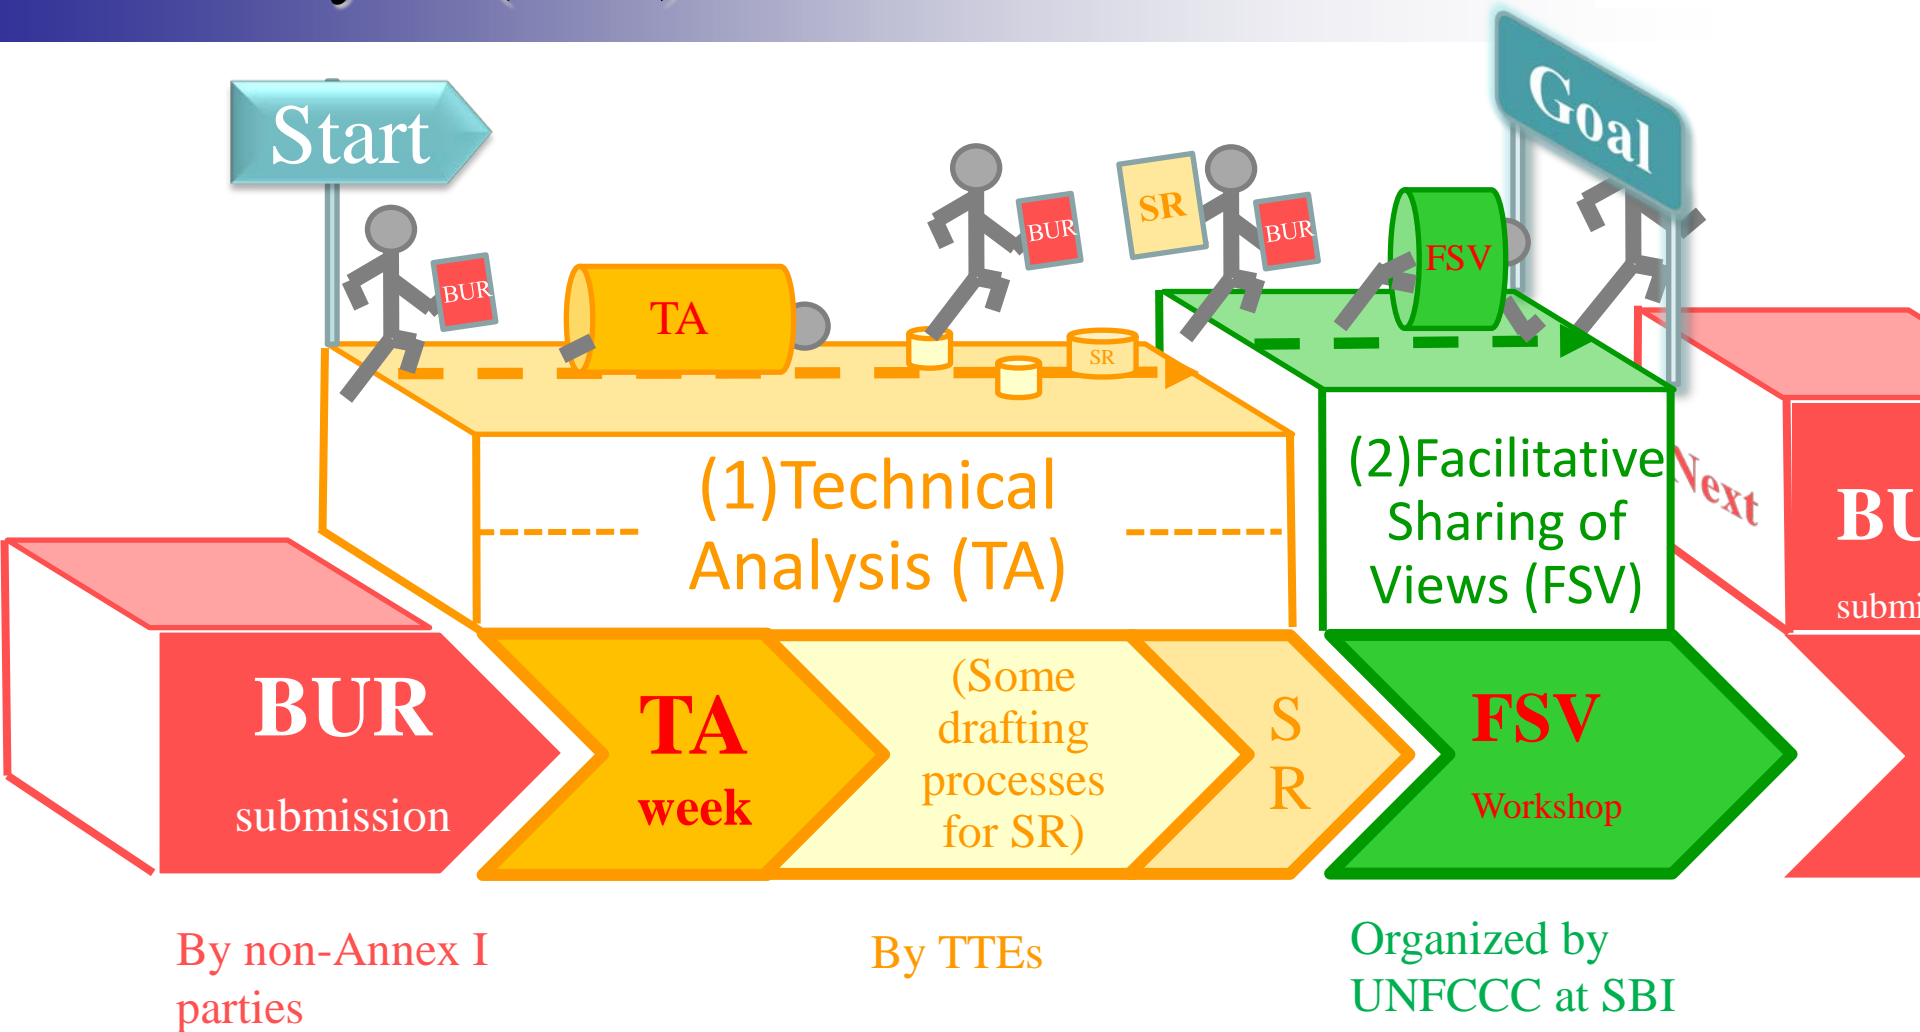 Start
Goal
BUR
TA
BUR
SR
SR
BUR
FSV
(1)Technical
Analysis (TA)
(2)Facilitative
Sharing of
Views (FSV)
Next
BUR
submission
TA
week
(Some
drafting
processes
for SR)
S
R
FSV
Workshop
By non-Annex I
parties
By TTEs
Organized by
UNFCCC at SBI